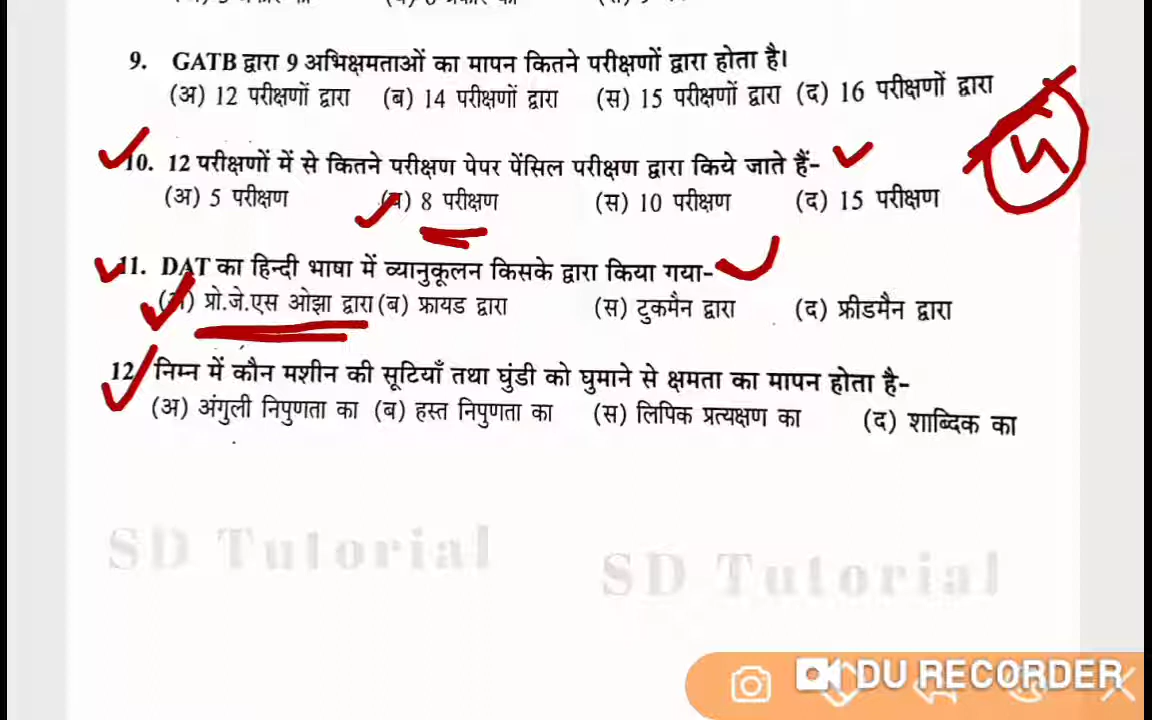 9. GATB द्वारा 9 अभिक्षमताओं का मापन कितने परीक्षणों द्वारा होता है।
(अ) 12 परीक्षणों द्वारा (ब) 14 परीक्षणों द्वारा (स) 15 परीक्षणों द्वारा (द) 16 परीक्षणों द्वारा
10. 12 परीक्षणों में से कितने परीक्षण पेपर पेंसिल परीक्षण द्वारा किये जाते हैं-
(अ) 5 परीक्षण (ब) 8 परीक्षण (स) 10 परीक्षण (द) 15 परीक्षण
11. DAT का हिन्दी भाषा में व्यानुकूलन किसके द्वारा किया गया-
(अ) प्रो.जे.एस ओझा द्वारा (ब) फ्रायड द्वारा (स) टुकमैन द्वारा (द) फ्रीडमैन द्वारा
12. निम्न में कौन मशीन की सूटियाँ तथा घुंडी को घुमाने से क्षमता का मापन होता है-
(अ) अंगुली निपुणता का (ब) हस्त निपुणता का (स) लिपिक प्रत्यक्षण का (द) शाब्दिक का
SD Tutorial SD Tutorial
DU RECORDER